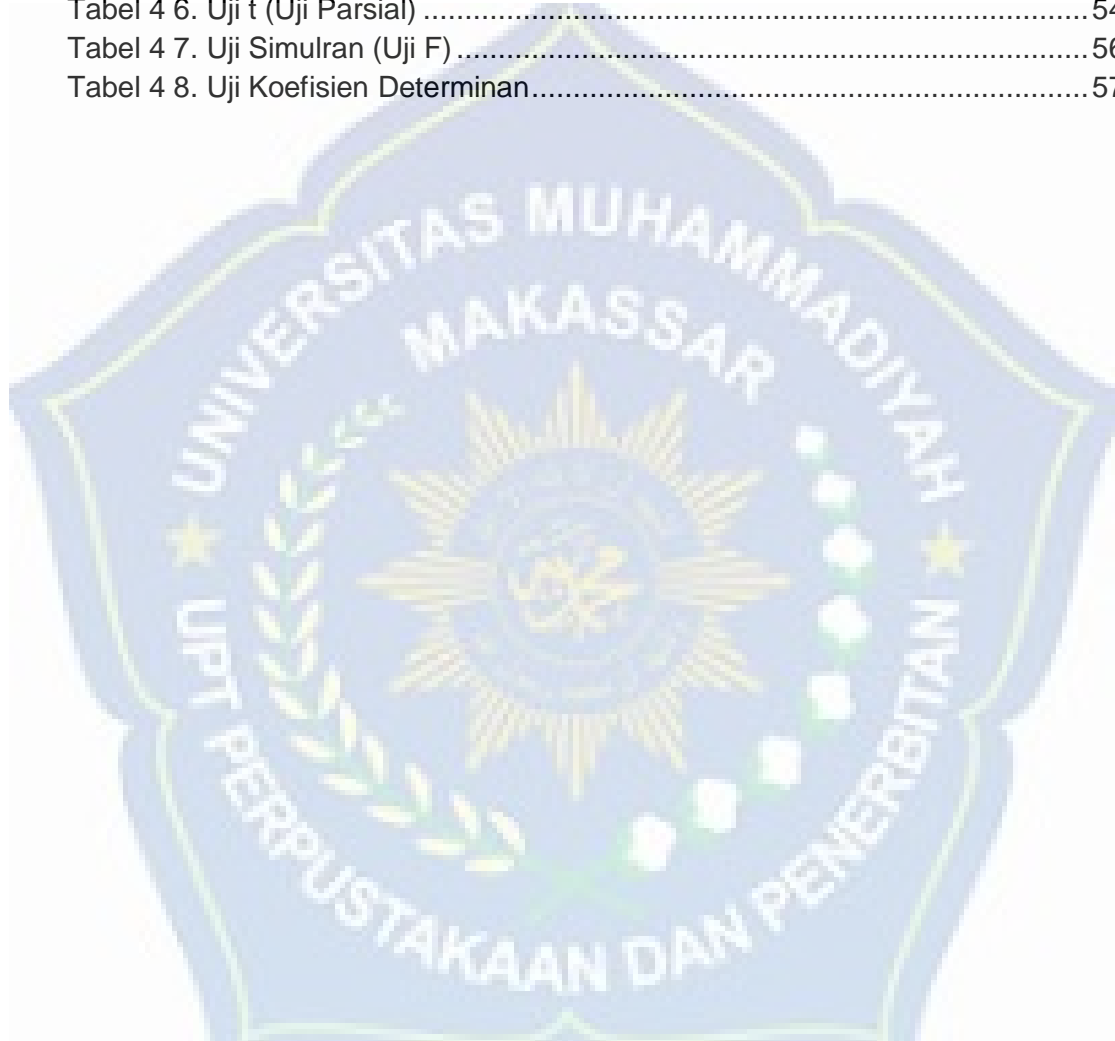 Tabel 4 6. Uji t (Uji Parsial) ........................................ 54
Tabel 4 7. Uji Simulran (Uji F) ........................................ 56
Tabel 4 8. Uji Koefisien Determinan ........................................ 57
UNIVERSITAS MUHAMMADIYAH
MAKASSAR
UPT PERPUSTAKAAN DAN PENERBITAN